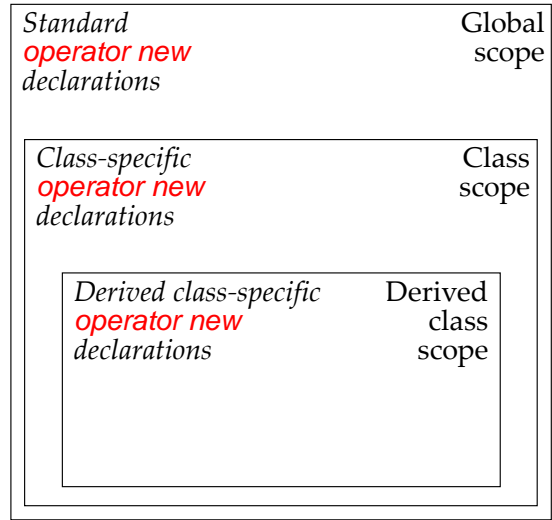 Standard
operator new
declarations
Global
scope
Class-specific
operator new
declarations
Class
scope
Derived class-specific
operator new
declarations
Derived
class
scope